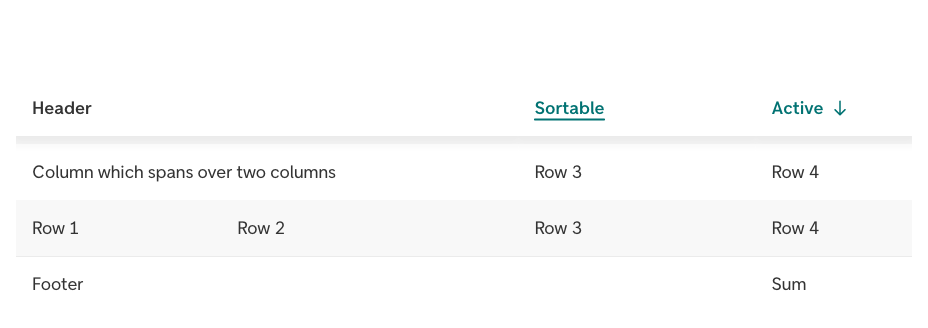 Header Sortable Active ↓
Column which spans over two columns Row 3 Row 4
Row 1 Row 2 Row 3 Row 4
Footer Sum